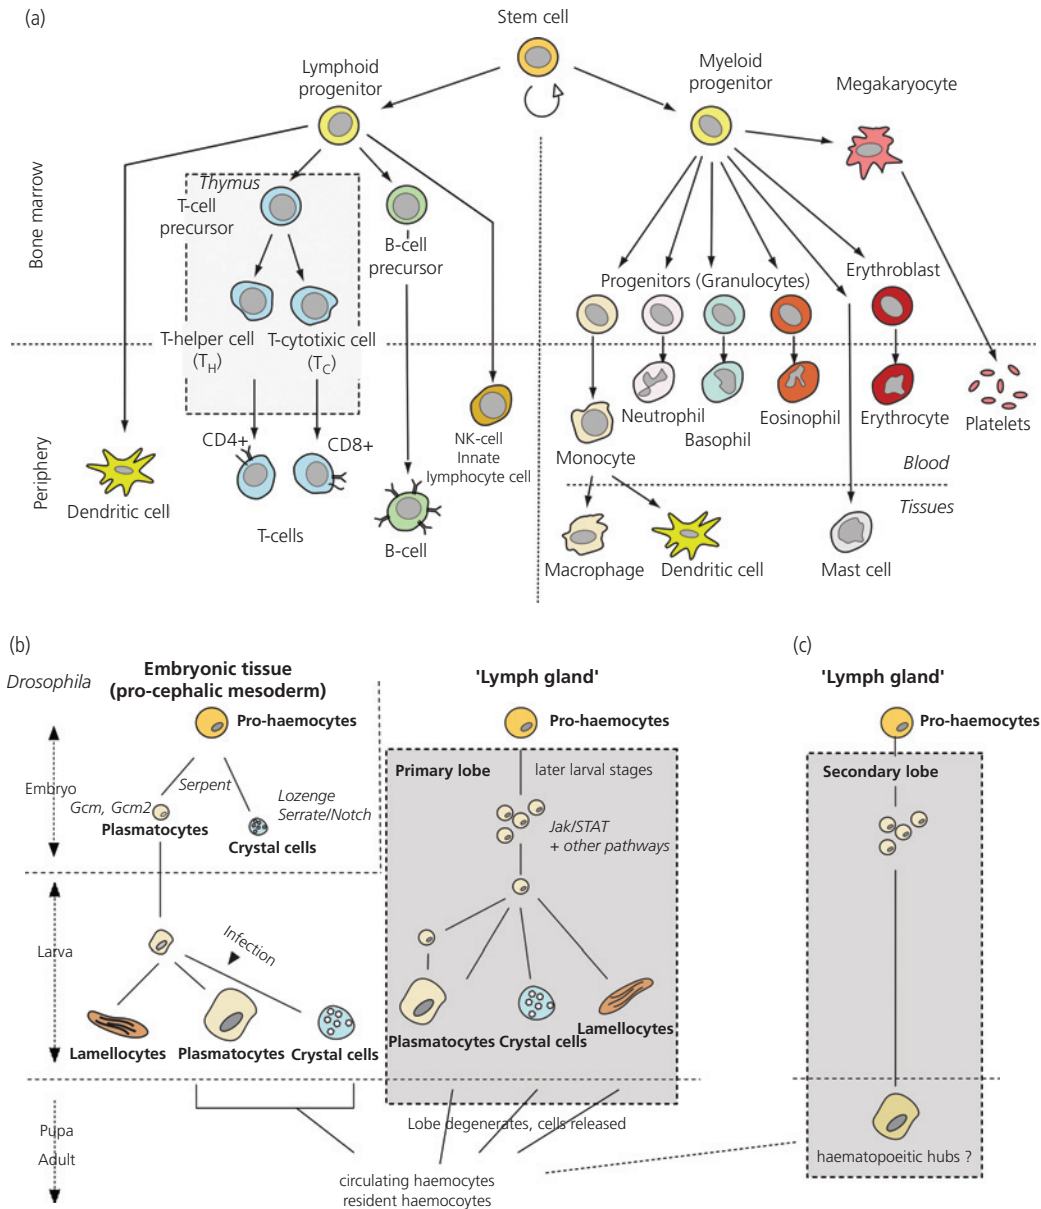 (a)
Stem cell
Lymphoid
progenitor
Myeloid
progenitor
Megakaryocyte
Bone marrow
Thymus
T-cell
precursor
B-cell
precursor
Progenitors (Granulocytes)
Erythroblast
T-helper cell
(TH)
T-cytotixic cell
(TC)
Periphery
CD4+
CD8+
NK-cell
Innate
lymphocyte cell
Dendritic cell
T-cells
B-cell
Neutrophil
Basophil
Eosinophil
Erythrocyte
Platelets
Monocyte
Blood
Tissues
Macrophage
Dendritic cell
Mast cell
(b)
Drosophila
Embryonic tissue
(pro-cephalic mesoderm)
'Lymph gland'
Pro-haemocytes
Pro-haemocytes
Embryo
Serpent
Gcm, Gcm2
Plasmatocytes
Lozenge
Serrate/Notch
Crystal cells
Primary lobe
later larval stages
Jak/STAT
+ other pathways
Larva
Infection
Lamellocytes
Plasmatocytes
Crystal cells
Plasmatocytes
Crystal cells
Lamellocytes
Pupa
Adult
Lobe degenerates, cells released
circulating haemocytes
resident haemocoytes
(c)
'Lymph gland'
Pro-haemocytes
Secondary lobe
haematopoeitic hubs ?